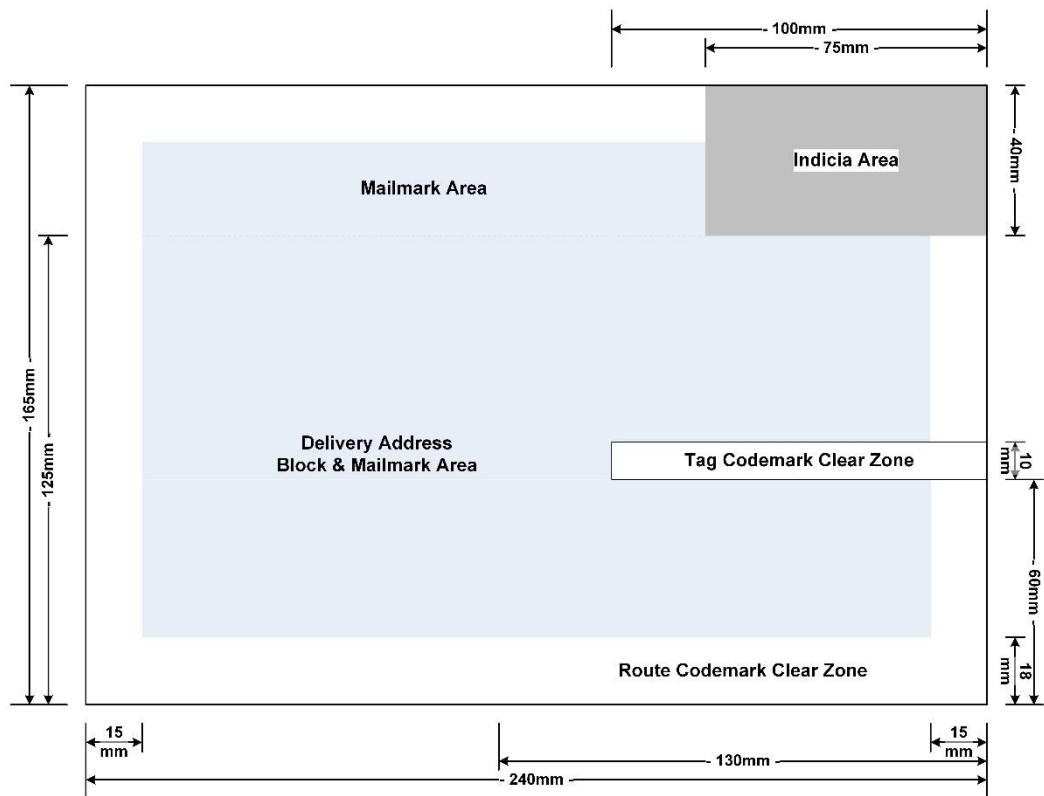 - 100mm -
- 75mm -
Indicia Area
- 40mm -
Mailmark Area
- 165mm -
- 125mm -
Delivery Address
Block & Mailmark Area
Tag Codemark Clear Zone
10
mm
- 60mm -
Route Codemark Clear Zone
18
mm
15
mm
15
mm
- 130mm -
- 240mm -